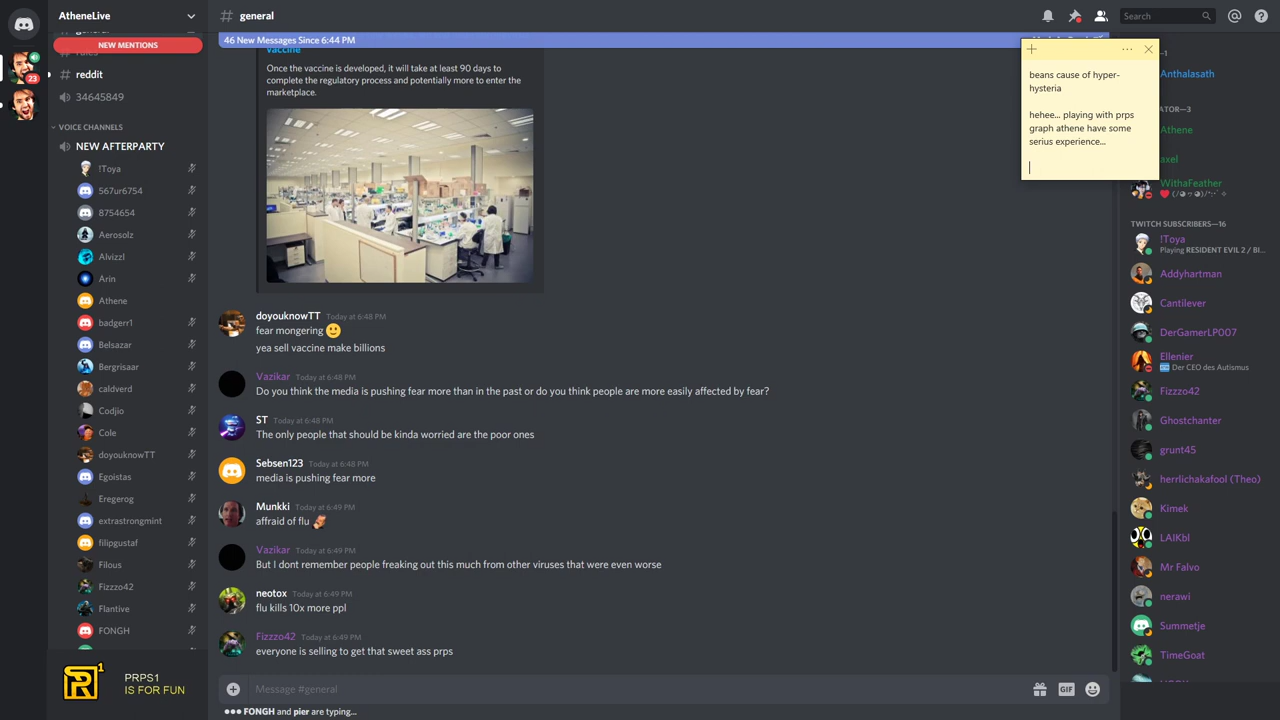 AtheneLive
general
NEW MENTIONS
rules
# reddit
34645849
VOICE CHANNELS
NEW AFTERPARTY
!Toya
567ur6754
8754654
Aerosolz
Alvizzl
Arin
Athene
badgerr1
Belsazar
Bergrisaar
caldverd
Codjio
Cole
doyouknowTT
Egoistas
Eregerog
extrastrongmint
filipgustaf
Filous
Fizzzo42
Flantive
FONGH
23
PRPS1
IS FOR FUN
# general
Search
46 New Messages Since 6:44 PM
vaccine
Once the vaccine is developed, it will take at least 90 days to
complete the regulatory process and potentially more to enter the
marketplace.
doyouknowTT Today at 6:48 PM
fear mongering 🙂
yea sell vaccine make billions
Vazikar Today at 6:48 PM
Do you think the media is pushing fear more than in the past or do you think people are more easily affected by fear?
ST Today at 6:48 PM
The only people that should be kinda worried are the poor ones
Sebsen123 Today at 6:48 PM
media is pushing fear more
Munkki Today at 6:49 PM
affraid of flu
Vazikar Today at 6:49 PM
But I dont remember people freaking out this much from other viruses that were even worse
neotox Today at 6:49 PM
flu kills 10x more ppl
Fizzzo42 Today at 6:49 PM
everyone is selling to get that sweet ass prps
Message #general
GIF
FONGH and pier are typing...
beans cause of hyper-
hysteria
hehee... playing with prps
graph athene have some
serius experience...
—1
Anthalasath
ATOR—3
Athene
axel
WithaFeather
TWITCH SUBSCRIBERS—16
!Toya
Playing RESIDENT EVIL 2 / BI...
Addyhartman
Cantilever
DerGamerLP007
Ellenier
Der CEO des Autismus
Fizzzo42
Ghostchanter
grunt45
herrlichakafool (Theo)
Kimek
LAIKbl
Mr Falvo
nerawi
Summetje
TimeGoat